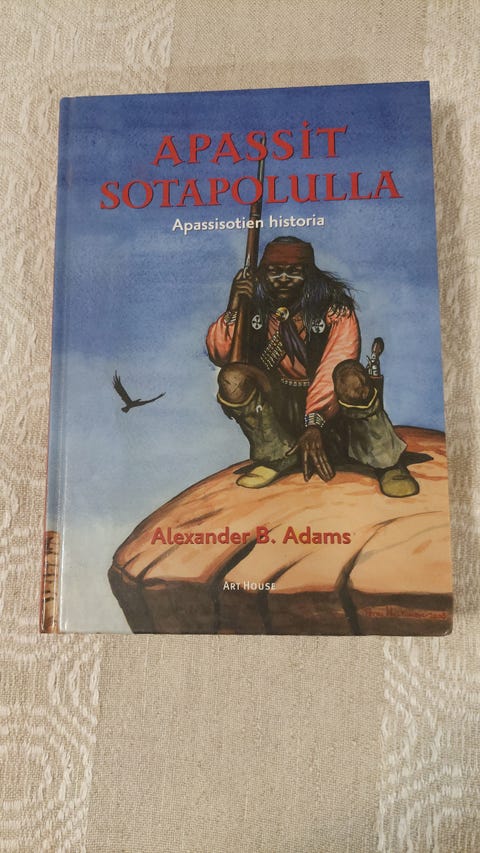 APASSIT
SOTAPOLULLA
Apassisotien historia
Alexander B. Adams
ART HOUSE